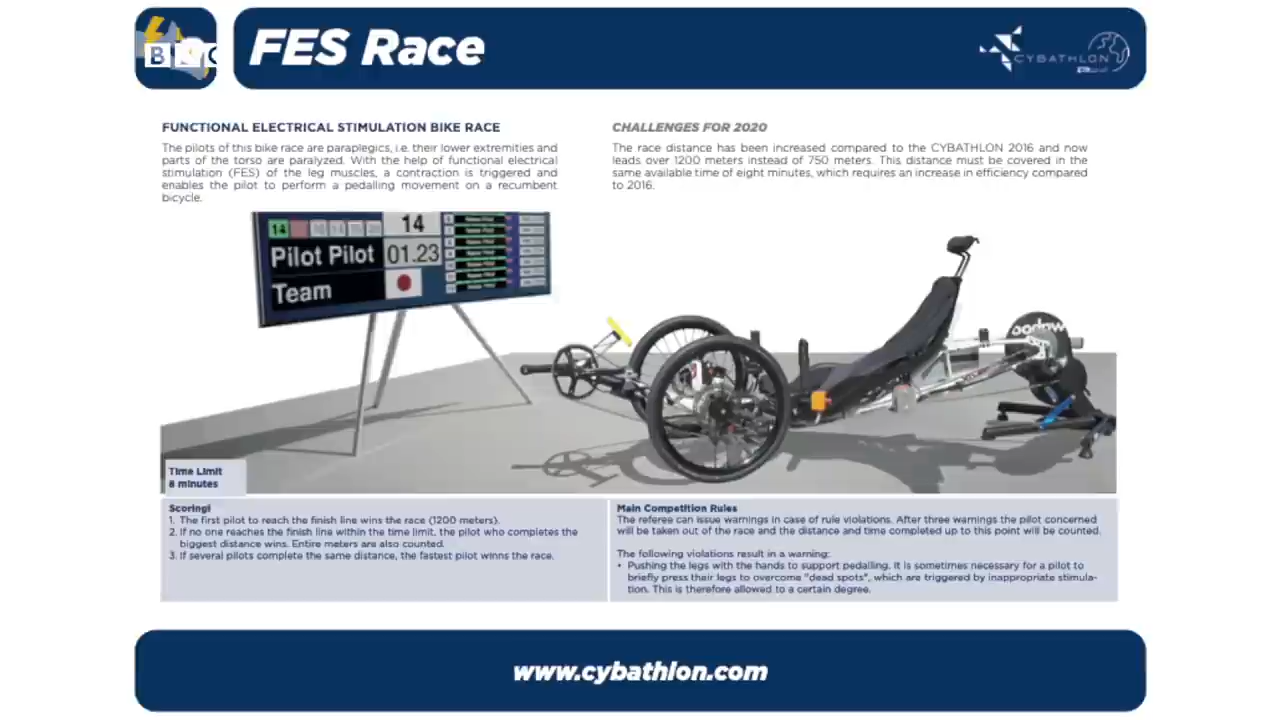 FES Race
CYBATHLON
FUNCTIONAL ELECTRICAL STIMULATION BIKE RACE
The pilots of this bike race are paraplegics, i.e. their lower extremities and
parts of the torso are paralyzed. With the help of functional electrical
stimulation (FES) of the leg muscles, a contraction is triggered and
enables the pilot to perform a pedalling movement on a recumbent
bicycle.
CHALLENGES FOR 2020
The race distance has been increased compared to the CYBATHLON 2016 and now
leads over 1200 meters instead of 750 meters. This distance must be covered in the
same available time of eight minutes, which requires an increase in efficiency compared
to 2016.
14
14
Pilot Pilot
01.23
Team
Time Limit
8 minutes
Scoring!
1. The first pilot to reach the finish line wins the race (1200 meters).
2. If no one reaches the finish line within the time limit, the pilot who completes the
biggest distance wins. Entire meters are also counted.
3. If several pilots complete the same distance, the fastest pilot winns the race.
Main Competition Rules
The referee can issue warnings in case of rule violations. After three warnings the pilot concerned
will be taken out of the race and the distance and time completed up to this point will be counted.
The following violations result in a warning:
• Pushing the legs with the hands to support pedalling. It is sometimes necessary for a pilot to
briefly press their legs to overcome "dead spots", which are triggered by inappropriate stimula-
tion. This is therefore allowed to a certain degree.
www.cybathlon.com